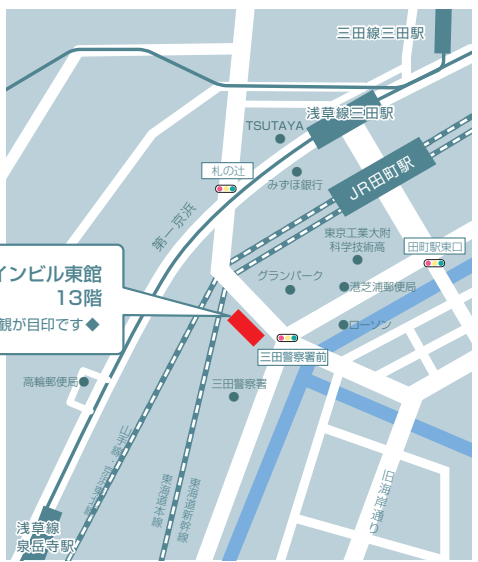 三田線三田駅
浅草線三田駅
TSUTAYA
札の辻
みずほ銀行
JR田町駅
第一京浜
東京工業大附
科学技術高
田町駅東口
インビル東館
13階
観が目印です◆
グランパーク
港芝浦郵便局
ローソン
三田警察署前
高輪郵便局
三田警察署
山手線・京浜東北線
東海道本線
東海道新幹線
旧海岸通り
浅草線
泉岳寺駅